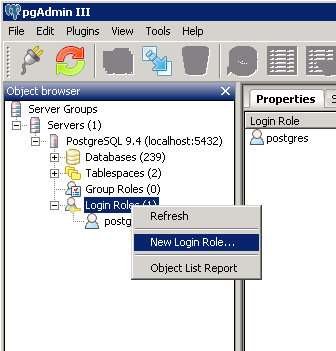 pgAdmin III
File Edit Plugins View Tools Help
Object browser
Server Groups
Servers (1)
PostgreSQL 9.4 (localhost:5432)
Databases (239)
Tablespaces (2)
Group Roles (0)
Login Roles (1)
postg
Refresh
New Login Role...
Object List Report
Properties S
Login Role
postgres